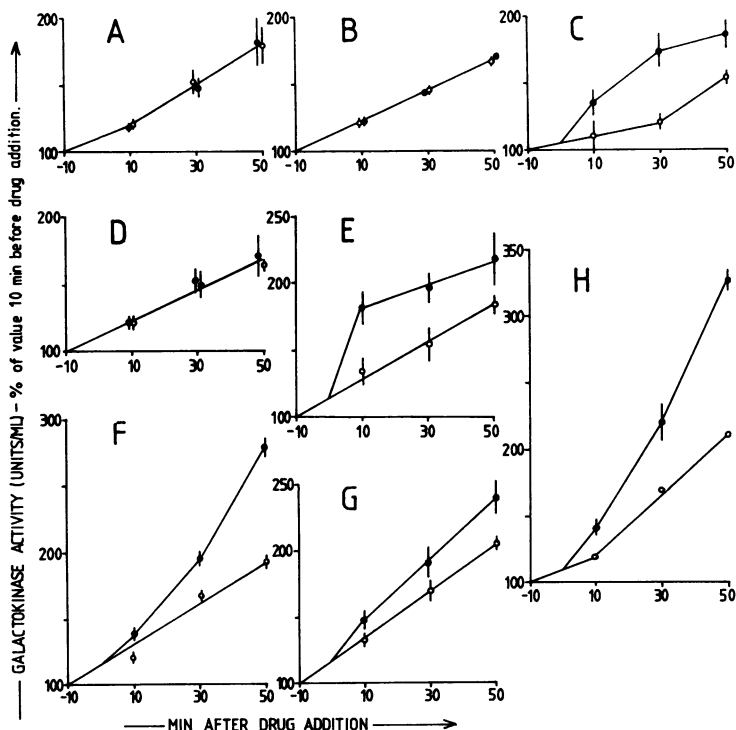 GALACTOKINASE ACTIVITY (UNITS/ML) - % of value 10 min before drug addition.
A
200
100
-10 10 30 50
B
200
100
-10 10 30 50
C
200
100
-10 10 30 50
D
200
100
-10 10 30 50
E
250
200
100
-10 10 30 50
H
350
300
200
100
-10 10 30 50
F
300
200
100
-10 10 30 50
G
250
200
100
-10 10 30 50
MIN AFTER DRUG ADDITION